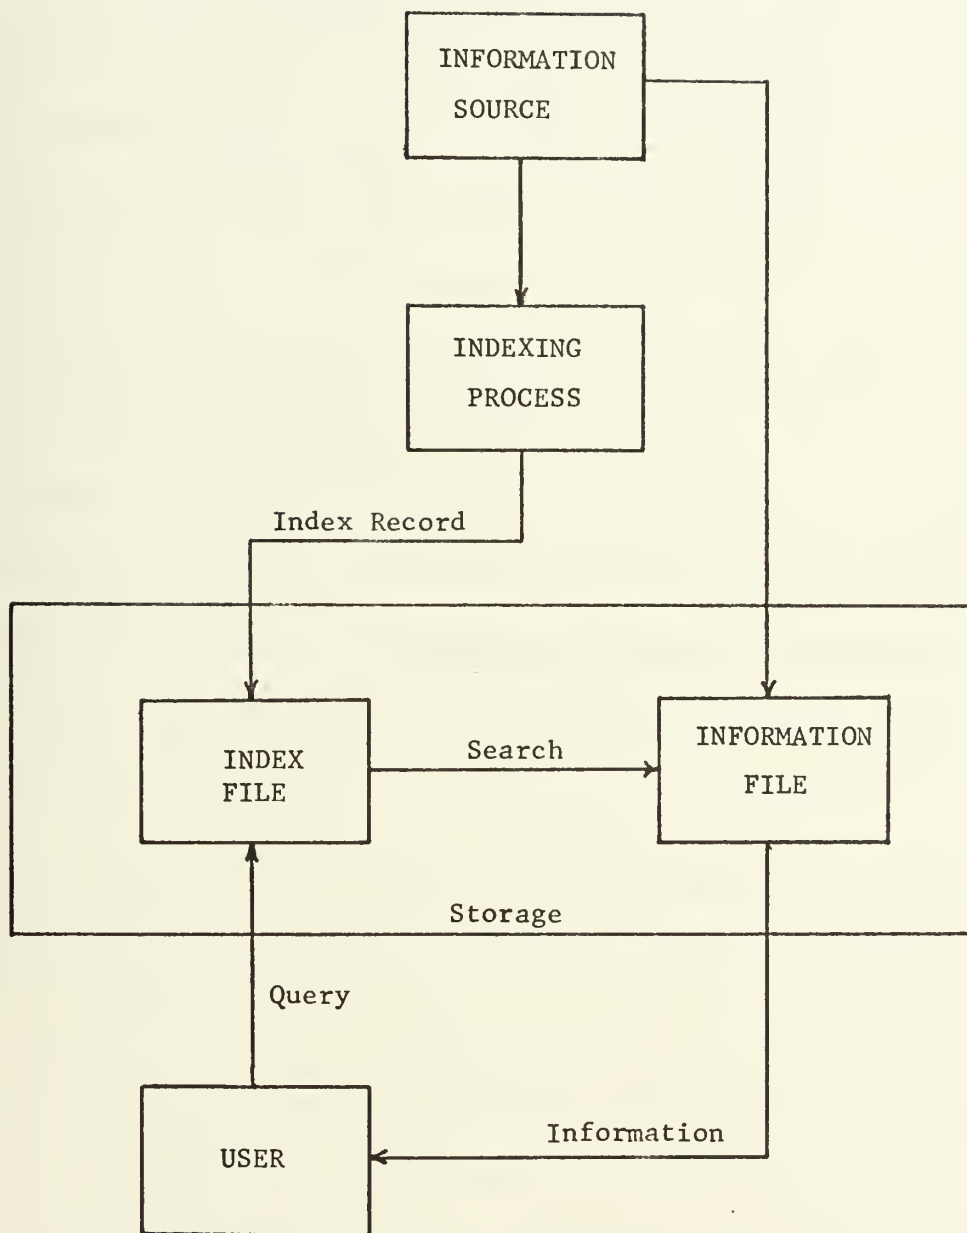 INFORMATION
SOURCE
INDEXING
PROCESS
Index Record
INDEX
FILE
Search
INFORMATION
FILE
Storage
Query
Information
USER